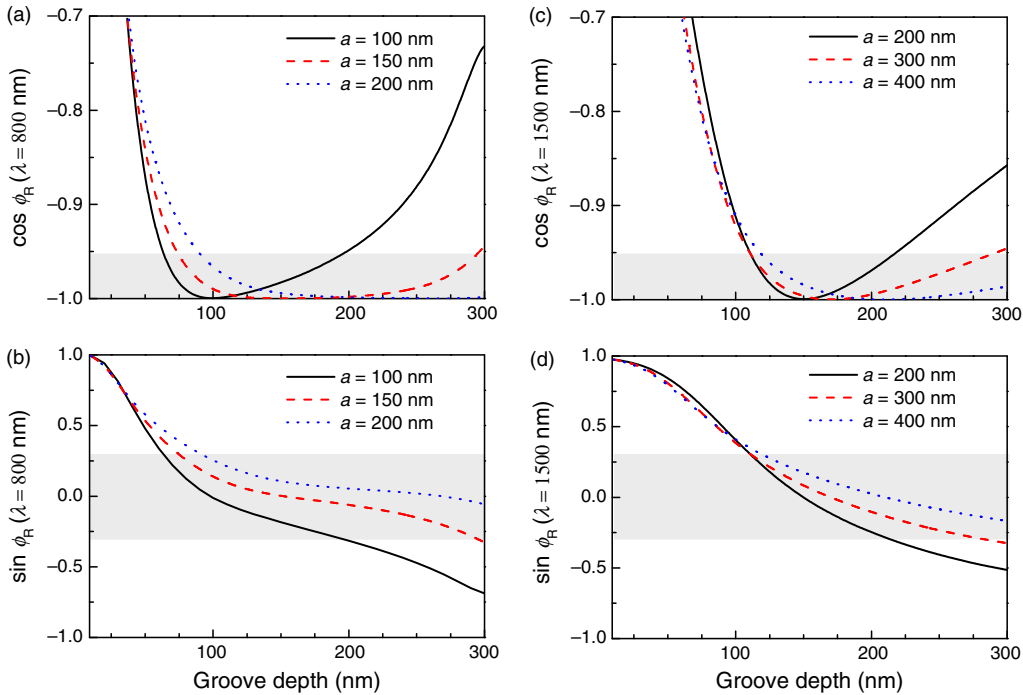 (a)
−0.7
−0.8
−0.9
−1.0
cos ϕR (λ = 800 nm)
a = 100 nm
a = 150 nm
a = 200 nm
100
200
300
(c)
−0.7
−0.8
−0.9
−1.0
cos ϕR (λ = 1500 nm)
a = 200 nm
a = 300 nm
a = 400 nm
100
200
300
(b)
1.0
0.5
0.0
−0.5
−1.0
sin ϕR (λ = 800 nm)
a = 100 nm
a = 150 nm
a = 200 nm
100
200
300
Groove depth (nm)
(d)
1.0
0.5
0.0
−0.5
−1.0
sin ϕR (λ = 1500 nm)
a = 200 nm
a = 300 nm
a = 400 nm
100
200
300
Groove depth (nm)